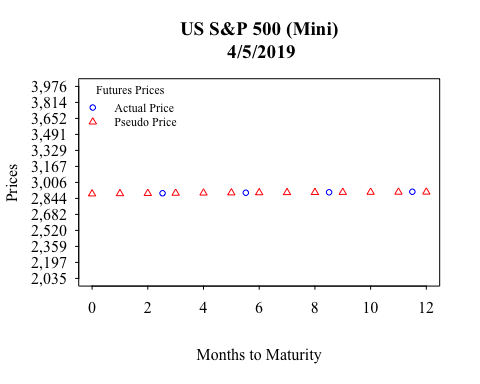 US S&P 500 (Mini)
4/5/2019
Futures Prices
Actual Price
Pseudo Price
Prices
3,976
3,814
3,652
3,491
3,329
3,167
3,006
2,844
2,682
2,520
2,359
2,197
2,035
0 2 4 6 8 10 12
Months to Maturity